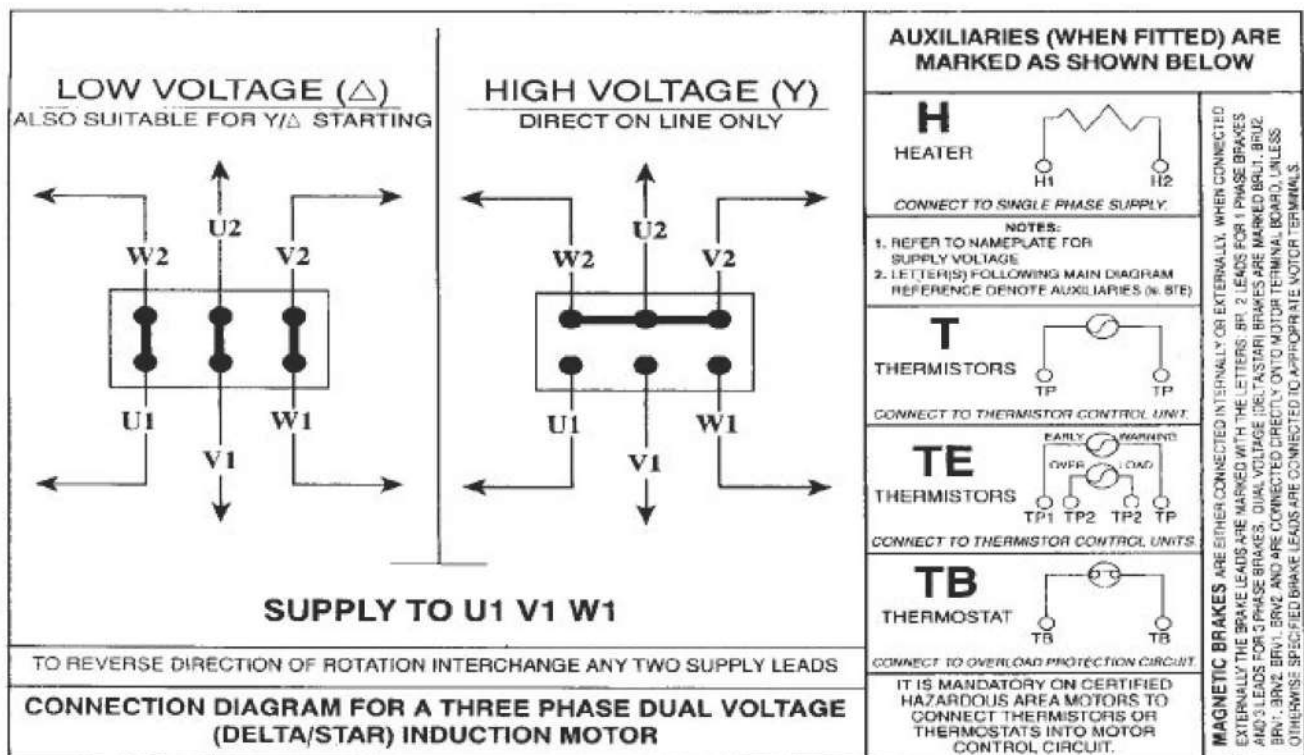 LOW VOLTAGE (△)
ALSO SUITABLE FOR Y/△ STARTING
W2
U2
V2
U1
V1
W1
HIGH VOLTAGE (Y)
DIRECT ON LINE ONLY
W2
U2
V2
U1
V1
W1
SUPPLY TO U1 V1 W1
TO REVERSE DIRECTION OF ROTATION INTERCHANGE ANY TWO SUPPLY LEADS
CONNECTION DIAGRAM FOR A THREE PHASE DUAL VOLTAGE
(DELTA/STAR) INDUCTION MOTOR
AUXILIARIES (WHEN FITTED) ARE
MARKED AS SHOWN BELOW
H
HEATER
H1 H2
CONNECT TO SINGLE PHASE SUPPLY.
NOTES:
1. REFER TO NAMEPLATE FOR
SUPPLY VOLTAGE
2. LETTER(S) FOLLOWING MAIN DIAGRAM
REFERENCE DENOTE AUXILIARIES
T
THERMISTORS
TP TP
CONNECT TO THERMISTOR CONTROL UNIT.
TE
THERMISTORS
EARLY WARNING
OVER LOAD
TP1 TP2 TP2 TP
CONNECT TO THERMISTOR CONTROL UNITS
TB
THERMOSTAT
TB TB
CONNECT TO OVERLOAD PROTECTION CIRCUIT.
IT IS MANDATORY ON CERTIFIED
HAZARDOUS AREA MOTORS TO
CONNECT THERMISTORS OR
THERMOSTATS INTO MOTOR
CONTROL CIRCUIT.
MAGNETIC BRAKES ARE EITHER CONNECTED INTERNALLY OR EXTERNALLY, WHEN CONNECTED
EXTERNALLY THE BRAKE LEADS ARE MARKED WITH THE LETTERS: BR, 2 LEADS FOR 1 PHASE BRAKES
AND 3 LEADS FOR 3 PHASE BRAKES. DUAL VOLTAGE (DELTA/STAR) BRAKES ARE MARKED BRU1, BRU2,
BRV1, BRV2, BRV1, BRV2 AND ARE CONNECTED DIRECTLY ONTO MOTOR TERMINAL BOARD, UNLESS
OTHERWISE SPECIFIED BRAKE LEADS ARE CONNECTED TO APPROPRIATE MOTOR TERMINALS.